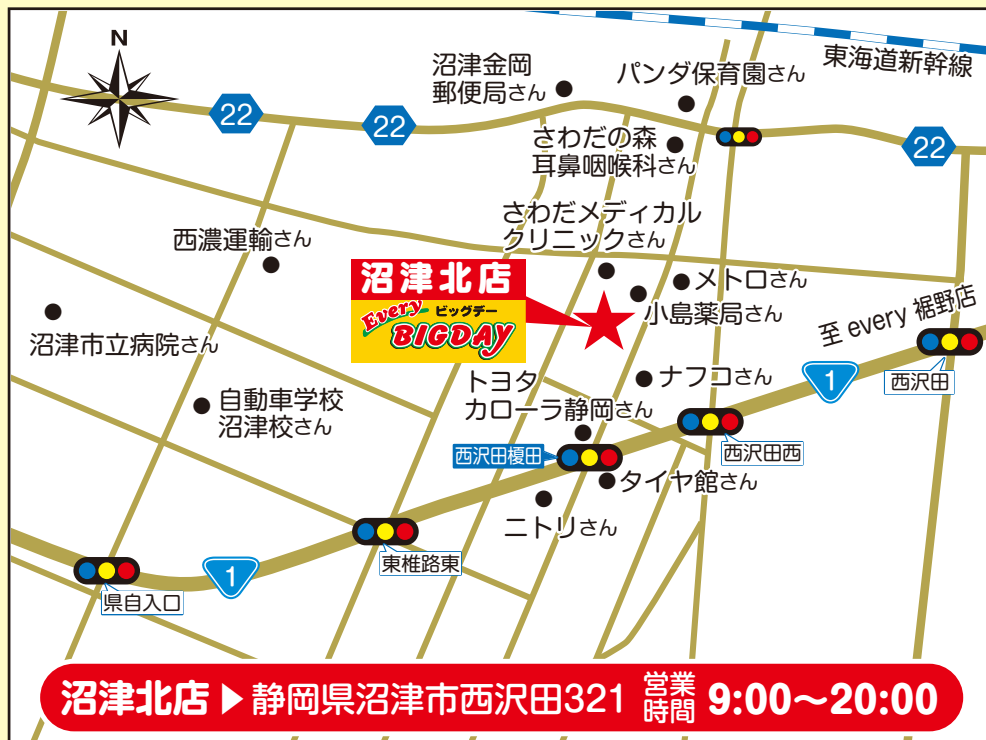 N
東海道新幹線
沼津金岡
郵便局さん
パンダ保育園さん
22
22
22
さわだの森
耳鼻咽喉科さん
さわだメディカル
クリニックさん
西濃運輸さん
沼津北店
Every ビッグデー
BIGDAY
メトロさん
小島薬局さん
至 every 裾野店
沼津市立病院さん
自動車学校
沼津校さん
トヨタ
カローラ静岡さん
ナフコさん
1
西沢田
西沢田榎田
西沢田西
タイヤ館さん
ニトリさん
東椎路東
1
県自入口
沼津北店 ▶ 静岡県沼津市西沢田321 営業時間 9:00〜20:00